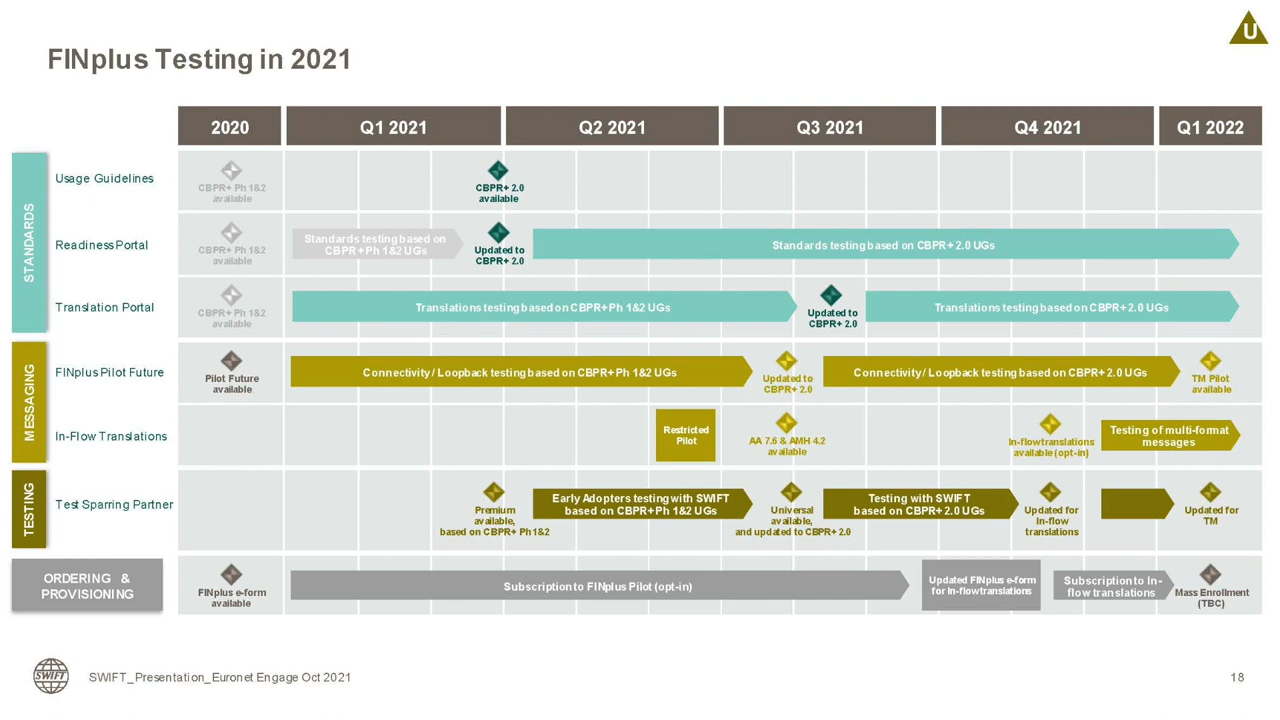 U
FINplus Testing in 2021
2020
Q1 2021
Q2 2021
Q3 2021
Q4 2021
Q1 2022
STANDARDS
Usage Guidelines
CBPR+ Ph 1&2
available
CBPR+ 2.0
available
Readiness Portal
CBPR+ Ph 1&2
available
Standards testing based on
CBPR+Ph 1&2 UGs
Updated to
CBPR+ 2.0
Standards testing based on CBPR+ 2.0 UGs
Translation Portal
CBPR+ Ph 1&2
available
Translations testing based on CBPR+ Ph 1&2 UGs
Updated to
CBPR+ 2.0
Translations testing based on CBPR+ 2.0 UGs
MESSAGING
FINplus Pilot Future
Pilot Future
available
Connectivity / Loopback testing based on CBPR+ Ph 1&2 UGs
Updated to
CBPR+ 2.0
Connectivity / Loopback testing based on CBPR+ 2.0 UGs
TM Pilot
available
In-Flow Translations
Restricted
Pilot
AA 7.6 & AMH 4.2
available
In-flow translations
available (opt-in)
Testing of multi-format
messages
TESTING
Test Sparring Partner
Premium
available,
based on CBPR+ Ph1&2
Early Adopters testing with SWIFT
based on CBPR+ Ph 1&2 UGs
Universal
available,
and updated to CBPR+ 2.0
Testing with SWIFT
based on CBPR+ 2.0 UGs
Updated for
In-flow
translations
Updated for
TM
ORDERING &
PROVISIONING
FINplus e-form
available
Subscription to FINplus Pilot (opt-in)
Updated FINplus e-form
for In-flow translations
Subscription to In-
flow translations
Mass Enrollment
(TBC)
SWIFT
SWIFT_Presentation_Euronet Engage Oct 2021
18